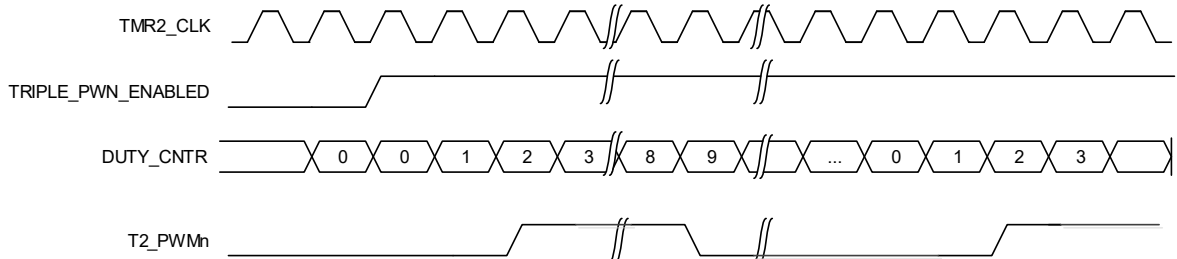 TMR2_CLK
TRIPLE_PWN_ENABLED
DUTY_CNTR 0 0 1 2 3 8 9 ... 0 1 2 3
T2_PWMn